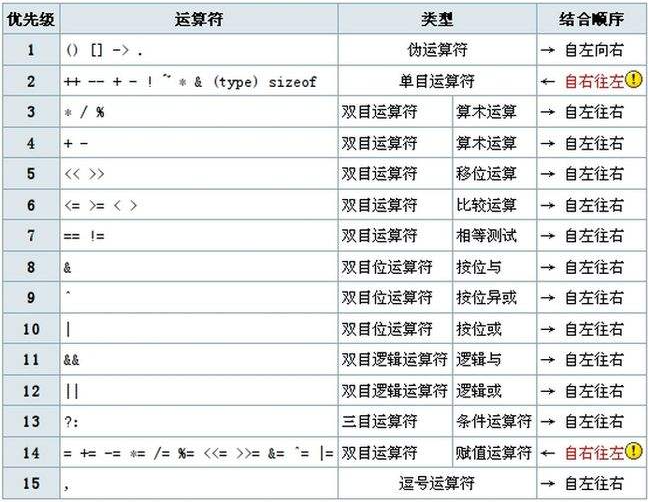 优先级 运算符 类型 结合顺序
1 () [] -> . 伪运算符 → 自左向右
2 ++ -- + - ! ~ * & (type) sizeof 单目运算符 ← 自右往左 !
3 * / % 双目运算符 算术运算 → 自左往右
4 + - 双目运算符 算术运算 → 自左往右
5 << >> 双目运算符 移位运算 → 自左往右
6 <= >= < > 双目运算符 比较运算 → 自左往右
7 == != 双目运算符 相等测试 → 自左往右
8 & 双目位运算符 按位与 → 自左往右
9 ^ 双目位运算符 按位异或 → 自左往右
10 | 双目位运算符 按位或 → 自左往右
11 && 双目逻辑运算符 逻辑与 → 自左往右
12 || 双目逻辑运算符 逻辑或 → 自左往右
13 ?: 三目运算符 条件运算符 → 自左往右
14 = += -= *= /= %= <<= >>= &= ^= |= 双目运算符 赋值运算符 ← 自右往左 !
15 , 逗号运算符 → 自左往右